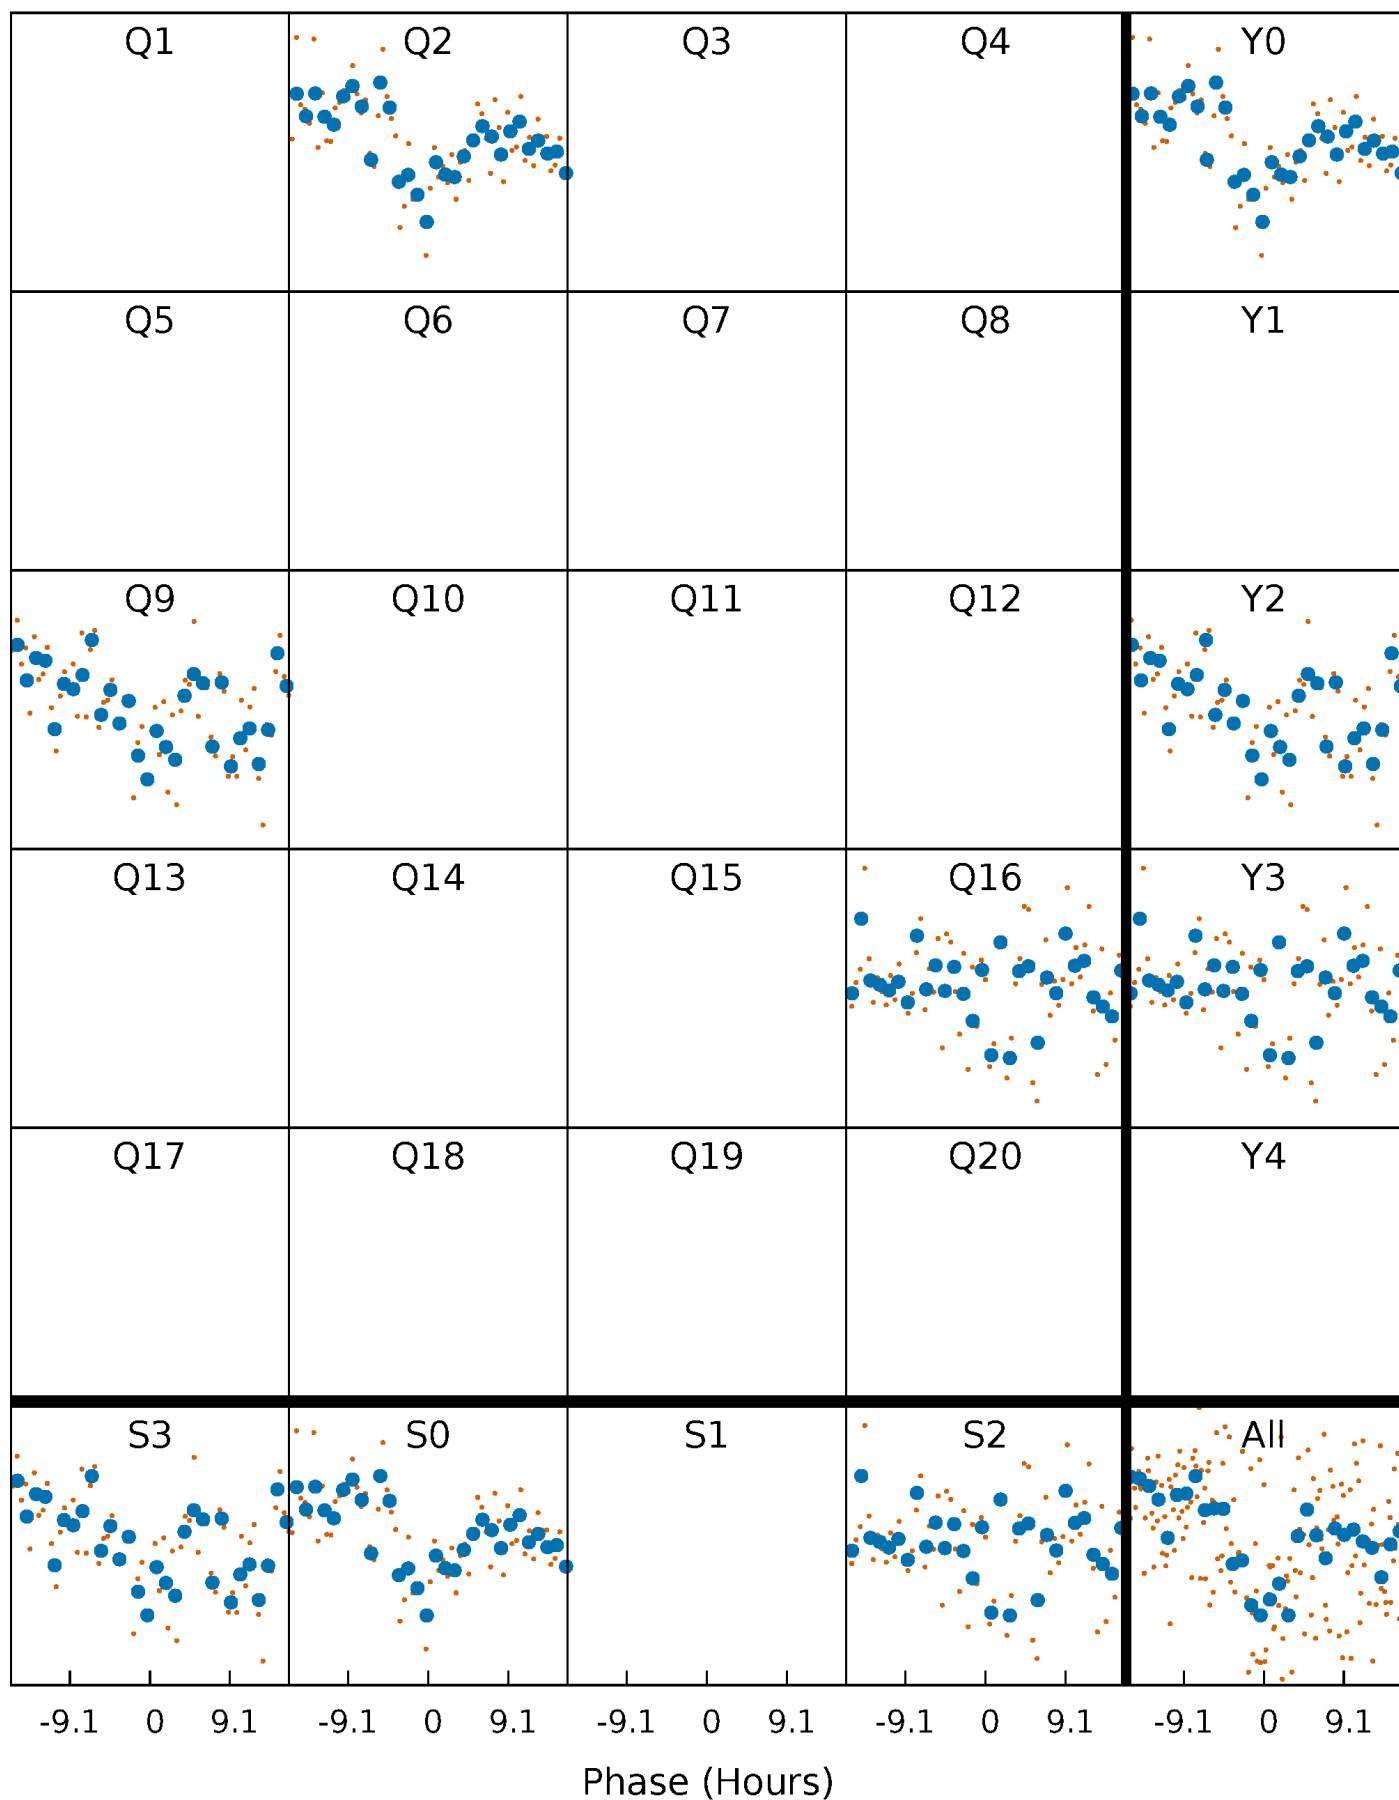 Q1 Q2 Q3 Q4 Y0
Q5 Q6 Q7 Q8 Y1
Q9 Q10 Q11 Q12 Y2
Q13 Q14 Q15 Q16 Y3
Q17 Q18 Q19 Q20 Y4
S3 S0 S1 S2 All
-9.1 0 9.1 -9.1 0 9.1 -9.1 0 9.1 -9.1 0 9.1 -9.1 0 9.1
Phase (Hours)